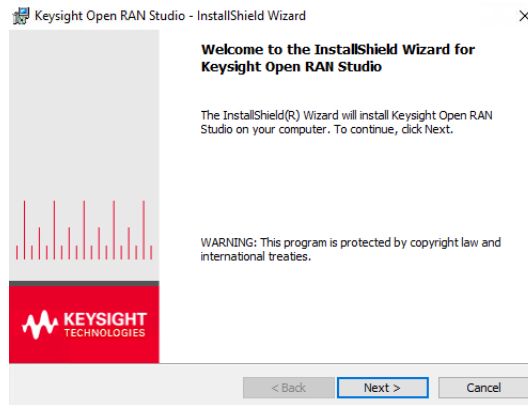 Keysight Open RAN Studio - InstallShield Wizard
Welcome to the InstallShield Wizard for
Keysight Open RAN Studio
The InstallShield(R) Wizard will install Keysight Open RAN
Studio on your computer. To continue, click Next.
WARNING: This program is protected by copyright law and
international treaties.
KEYSIGHT
TECHNOLOGIES
< Back
Next >
Cancel